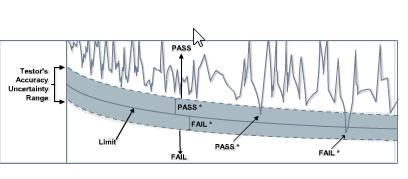 PASS
Testor's
Accuracy
Uncertainty
Range
PASS *
FAIL *
Limit
PASS *
FAIL
FAIL *